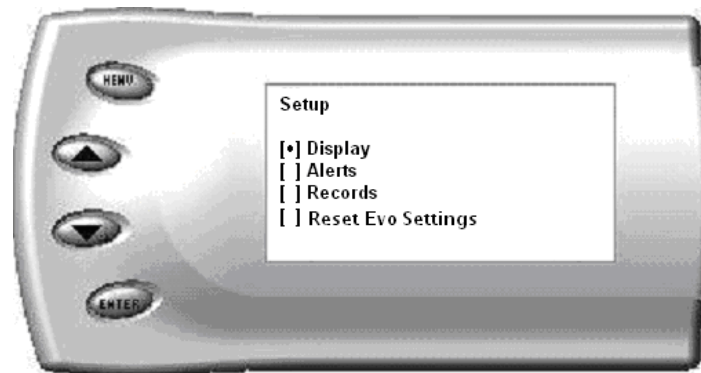 MENU
Setup
[•] Display
[ ] Alerts
[ ] Records
[ ] Reset Evo Settings
ENTER